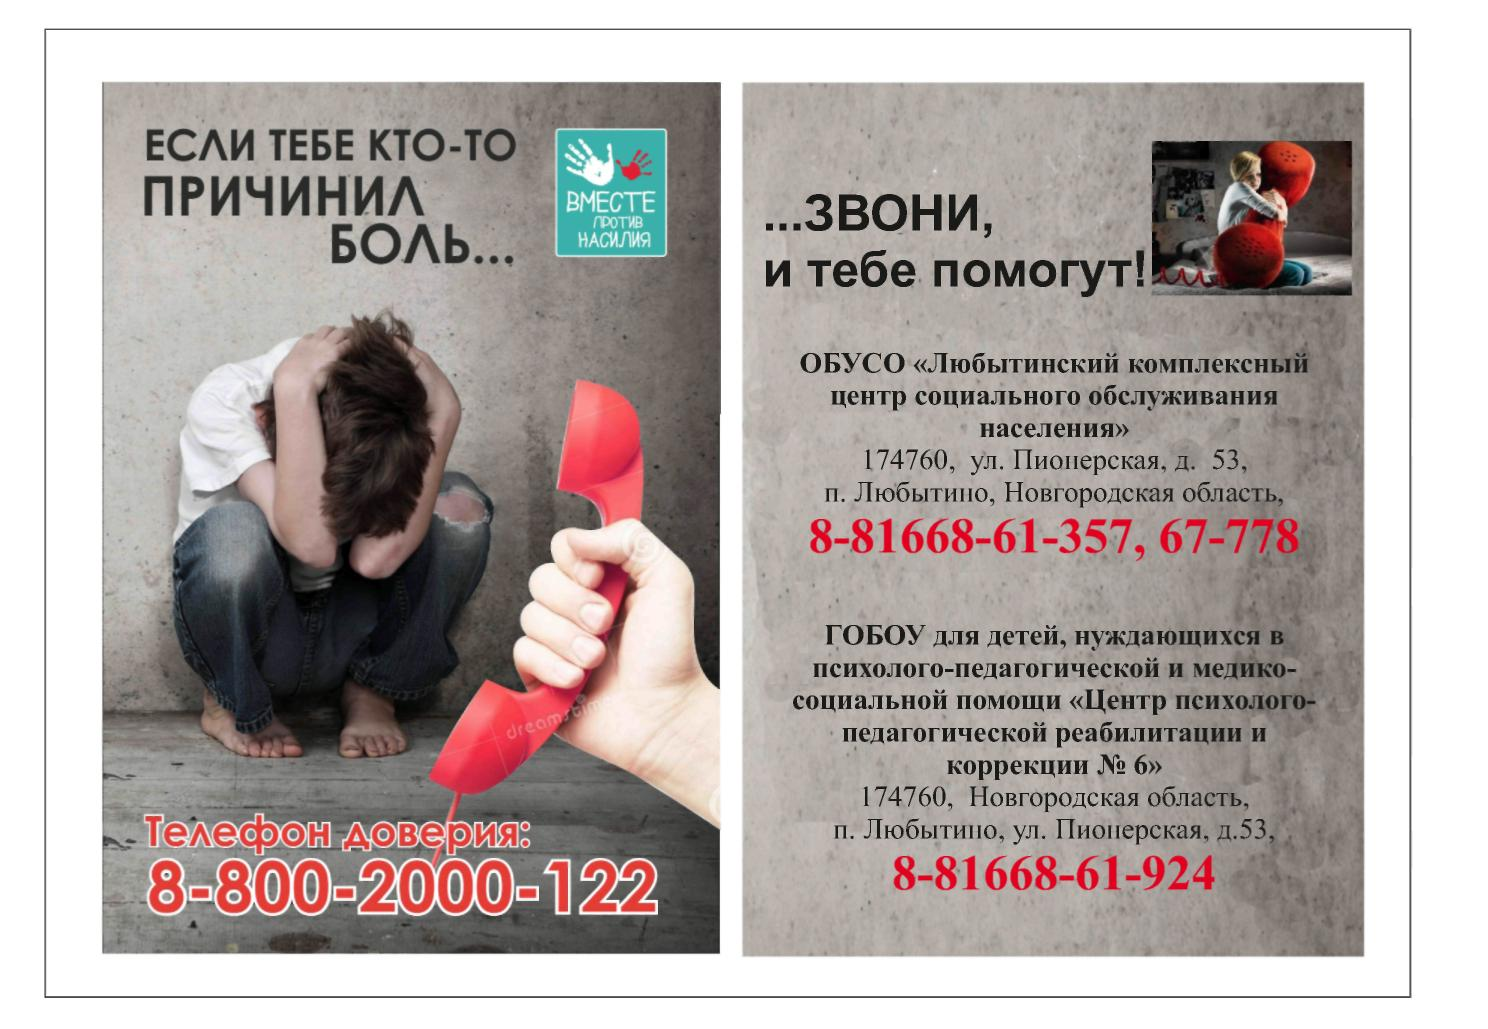 ЕСЛИ ТЕБЕ КТО-ТО
ПРИЧИНИЛ
БОЛЬ...
ВМЕСТЕ
ПРОТИВ
НАСИЛИЯ
dreamstime
Телефон доверия:
8-800-2000-122
...ЗВОНИ,
и тебе помогут!
ОБУСО «Любытинский комплексный
центр социального обслуживания
населения»
174760, ул. Пионерская, д. 53,
п. Любытино, Новгородская область,
8-81668-61-357, 67-778
ГОБОУ для детей, нуждающихся в
психолого-педагогической и медико-
социальной помощи «Центр психолого-
педагогической реабилитации и
коррекции № 6»
174760, Новгородская область,
п. Любытино, ул. Пионерская, д.53,
8-81668-61-924